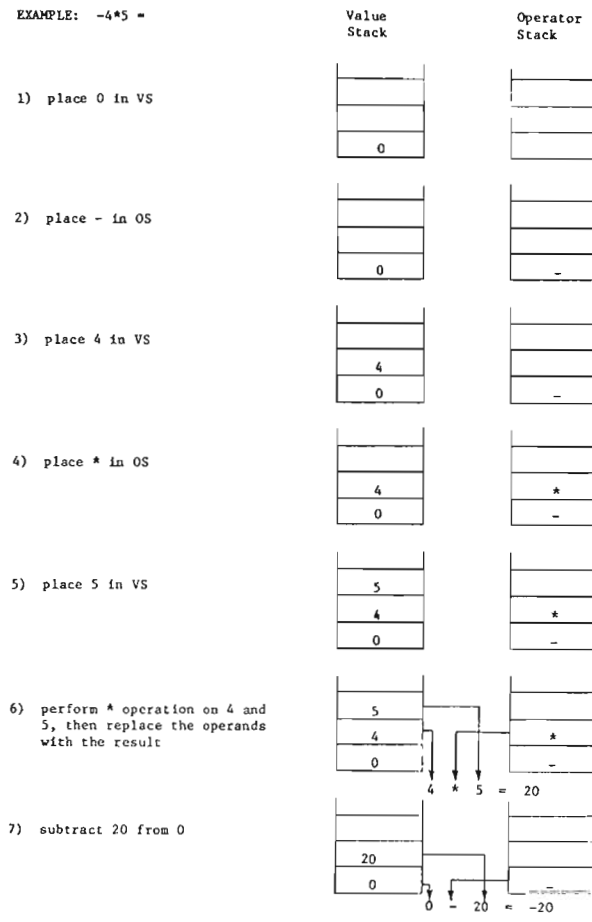 EXAMPLE: -4*5 =
Value
Stack
Operator
Stack
1) place 0 in VS
0
2) place - in OS
0
-
3) place 4 in VS
4
0
-
4) place * in OS
4
*
0
-
5) place 5 in VS
5
4
*
0
-
6) perform * operation on 4 and
5, then replace the operands
with the result
5
4
*
0
-
4 * 5 = 20
7) subtract 20 from 0
20
0
-
0 - 20 = -20